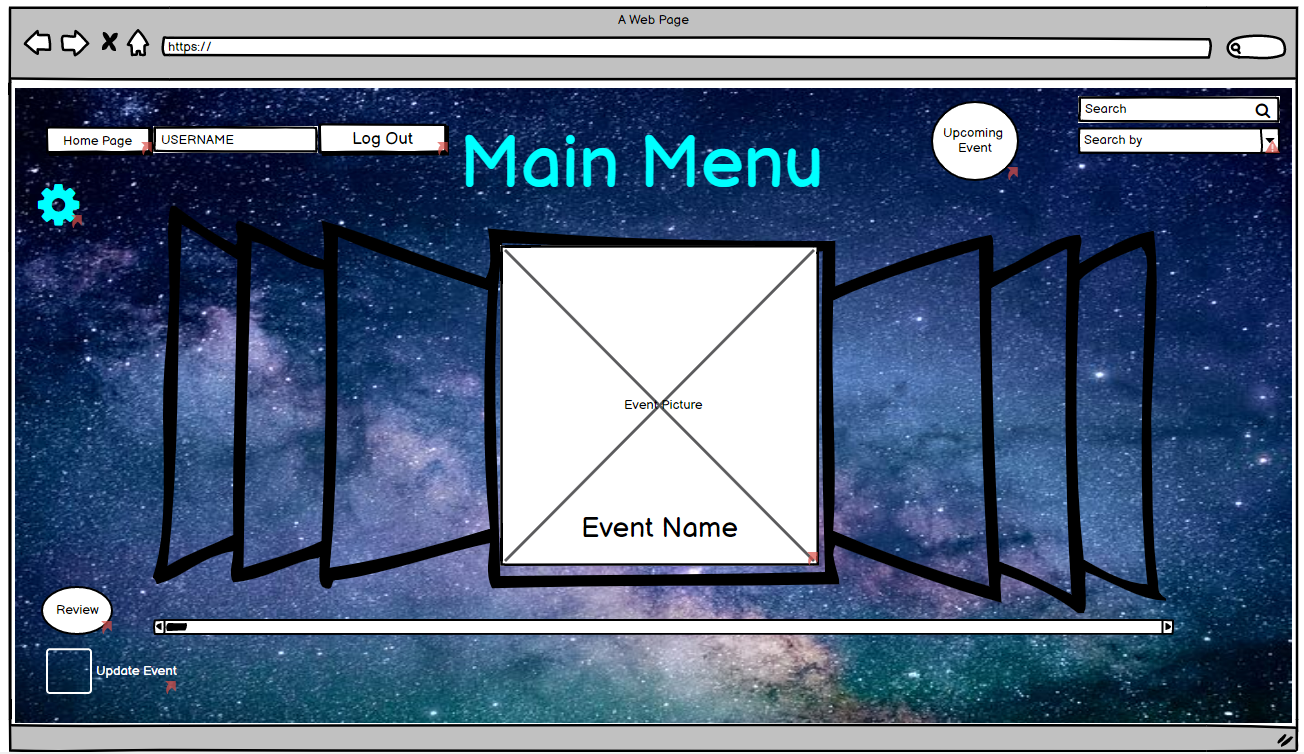 A Web Page
https://
Search
Home Page
USERNAME
Log Out
Main Menu
Upcoming
Event
Search by
Event Picture
Event Name
Review
Update Event